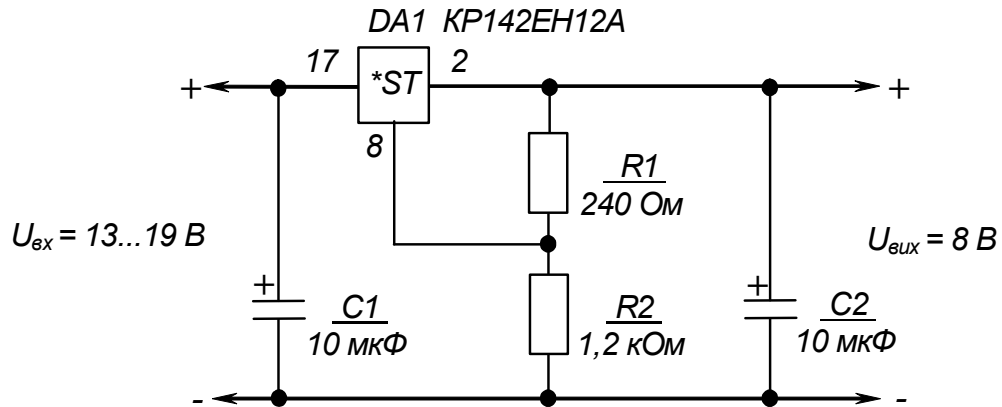 DA1 КР142ЕН12А
17
*ST
2
8
+
+
R1
240 Ом
Uвх = 13...19 В
Uвих = 8 В
+
C1
10 мкФ
R2
1,2 кОм
+
C2
10 мкФ
-
-